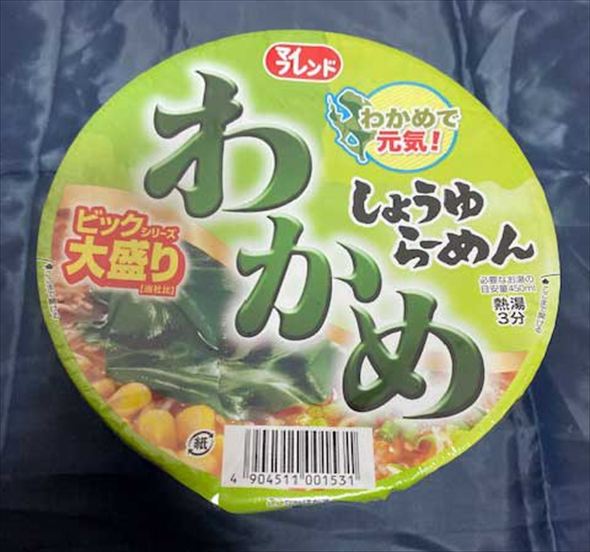 マイ
フレンド
わかめで
元気!
わかめ
しょうゆ
らーめん
ビックシリーズ
大盛り
【当社比】
必要なお湯の
目安量450ml
熱湯
3分
紙
4 904511 001531